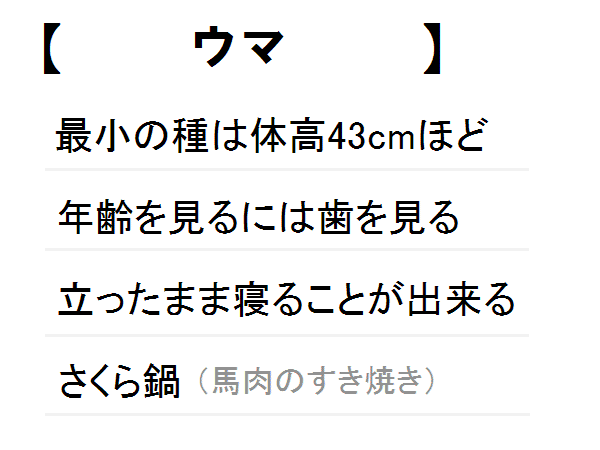 【 ウマ 】
最小の種は体高43cmほど
年齢を見るには歯を見る
立ったまま寝ることが出来る
さくら鍋（馬肉のすき焼き）